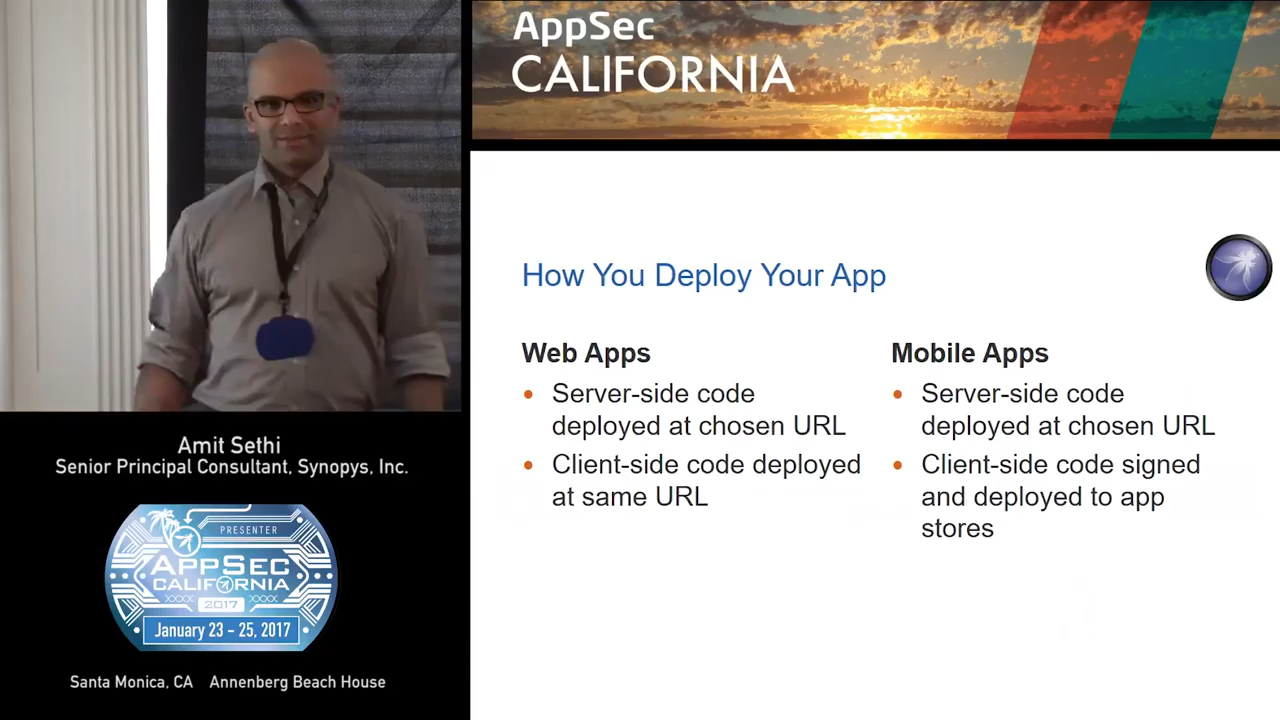 AppSec
CALIFORNIA
How You Deploy Your App
Web Apps
• Server-side code
deployed at chosen URL
• Client-side code deployed
at same URL
Mobile Apps
• Server-side code
deployed at chosen URL
• Client-side code signed
and deployed to app
stores
Amit Sethi
Senior Principal Consultant, Synopys, Inc.
PRESENTER
APPSEC
CALIFORNIA
XXXX 2017 XXXX
January 23 - 25, 2017
Santa Monica, CA Annenberg Beach House